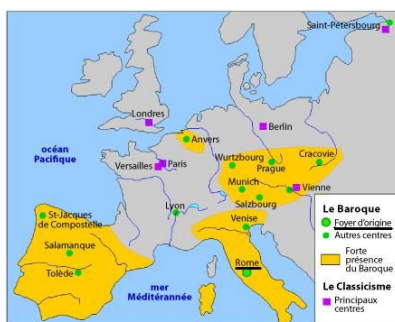 Saint-Pétersbourg
Londres
Berlin
océan
Pacifique
Anvers
Versailles
Paris
Wurtzbourg
Cracovie
Prague
Munich
Vienne
Lyon
Salzbourg
St-Jacques
de Compostelle
Venise
Salamanque
Tolède
Rome
mer
Méditérannée
Le Baroque
Foyer d'origine
Autres centres
Forte
présence
du Baroque
Le Classicisme
Principaux
centres